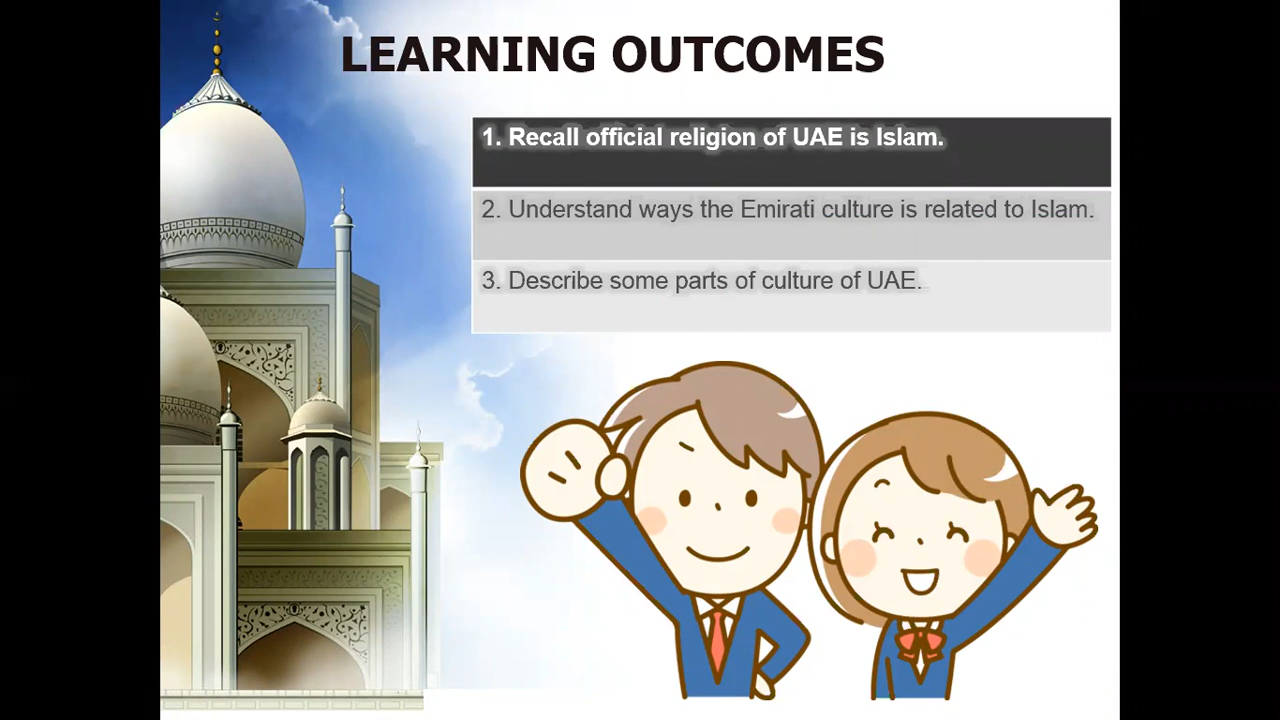 LEARNING OUTCOMES
1. Recall official religion of UAE is Islam.
2. Understand ways the Emirati culture is related to Islam.
3. Describe some parts of culture of UAE.